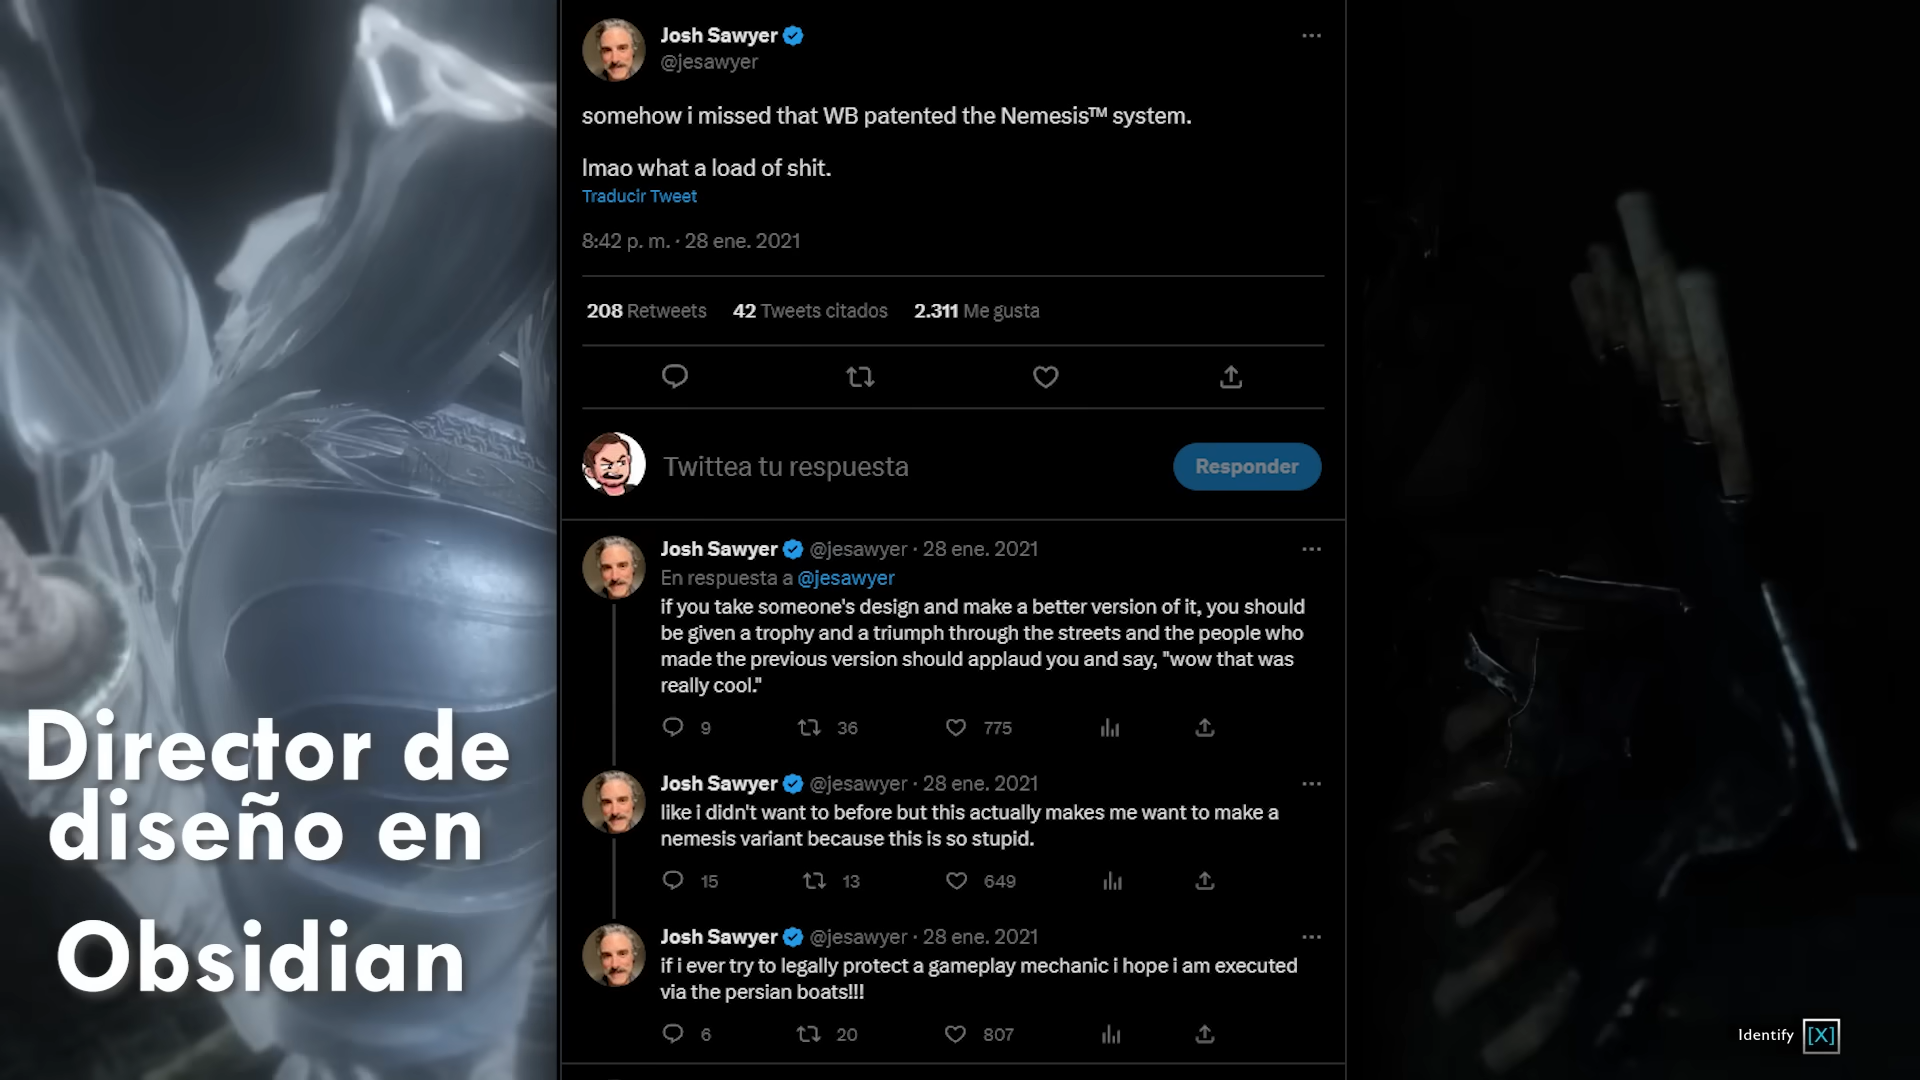 Josh Sawyer
@jesawyer
somehow i missed that WB patented the Nemesis™ system.
lmao what a load of shit.
Traducir Tweet
8:42 p. m. · 28 ene. 2021
208 Retweets 42 Tweets citados 2.311 Me gusta
Twittea tu respuesta
Responder
Josh Sawyer @jesawyer · 28 ene. 2021
En respuesta a @jesawyer
if you take someone's design and make a better version of it, you should
be given a trophy and a triumph through the streets and the people who
made the previous version should applaud you and say, "wow that was
really cool."
9 36 775
Josh Sawyer @jesawyer · 28 ene. 2021
like i didn't want to before but this actually makes me want to make a
nemesis variant because this is so stupid.
15 13 649
Josh Sawyer @jesawyer · 28 ene. 2021
if i ever try to legally protect a gameplay mechanic i hope i am executed
via the persian boats!!!
6 20 807
Director de
diseño en
Obsidian
Identify [X]